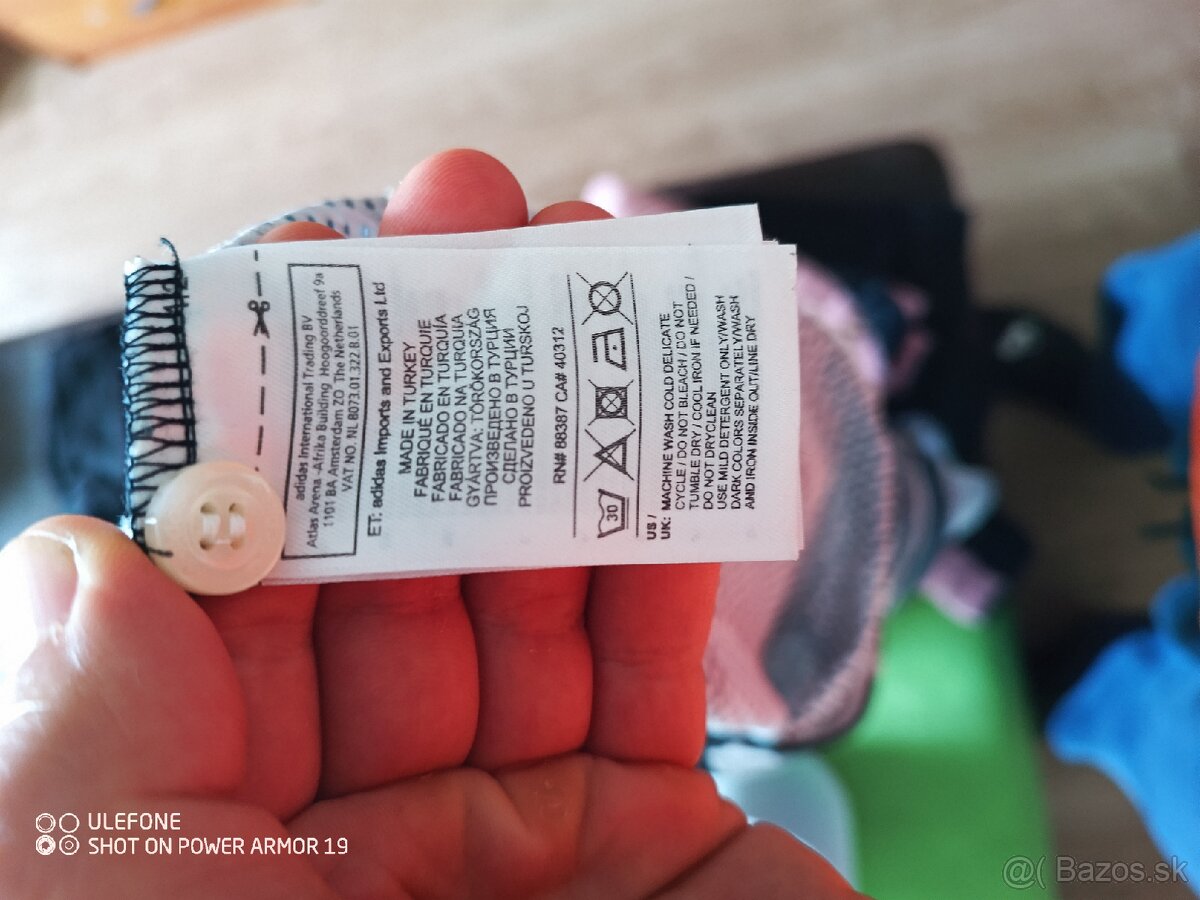 adidas International Trading BV
Atlas Arena -Afrika Building Hoogoorddreef 9a
1101 BA Amsterdam ZO The Netherlands
VAT NO. NL 8073.01.322.B.01
ET: adidas Imports and Exports Ltd
MADE IN TURKEY
FABRIQUÉ EN TURQUIE
FABRICADO EN TURQUÍA
FABRICADO NA TURQUIA
GYÁRTVA: TÖRÖKORSZÁG
ПРОИЗВЕДЕНО В ТУРЦИЯ
СДЕЛАНО В ТУРЦИИ
PROIZVEDENO U TURSKOJ
RN# 88387 CA# 40312
30
US /
UK: MACHINE WASH COLD DELICATE
CYCLE / DO NOT BLEACH / DO NOT
TUMBLE DRY / COOL IRON IF NEEDED /
DO NOT DRYCLEAN
USE MILD DETERGENT ONLY/WASH
DARK COLORS SEPARATELY/WASH
AND IRON INSIDE OUT/LINE DRY
ULEFONE
SHOT ON POWER ARMOR 19
@( Bazos.sk